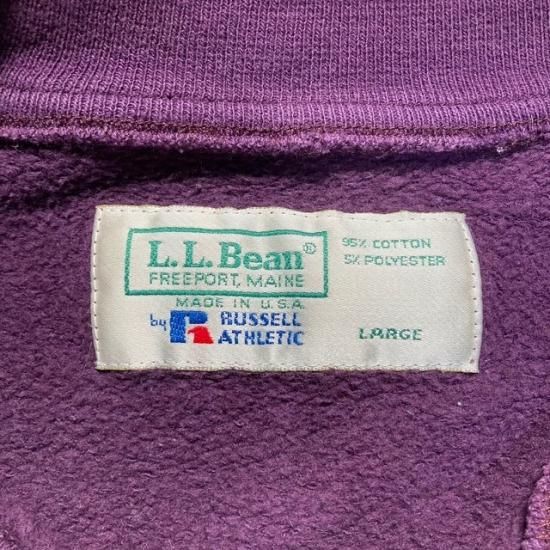 L.L.Bean®
FREEPORT, MAINE
MADE IN U.S.A.
by RUSSELL
ATHLETIC
95% COTTON
5% POLYESTER
LARGE